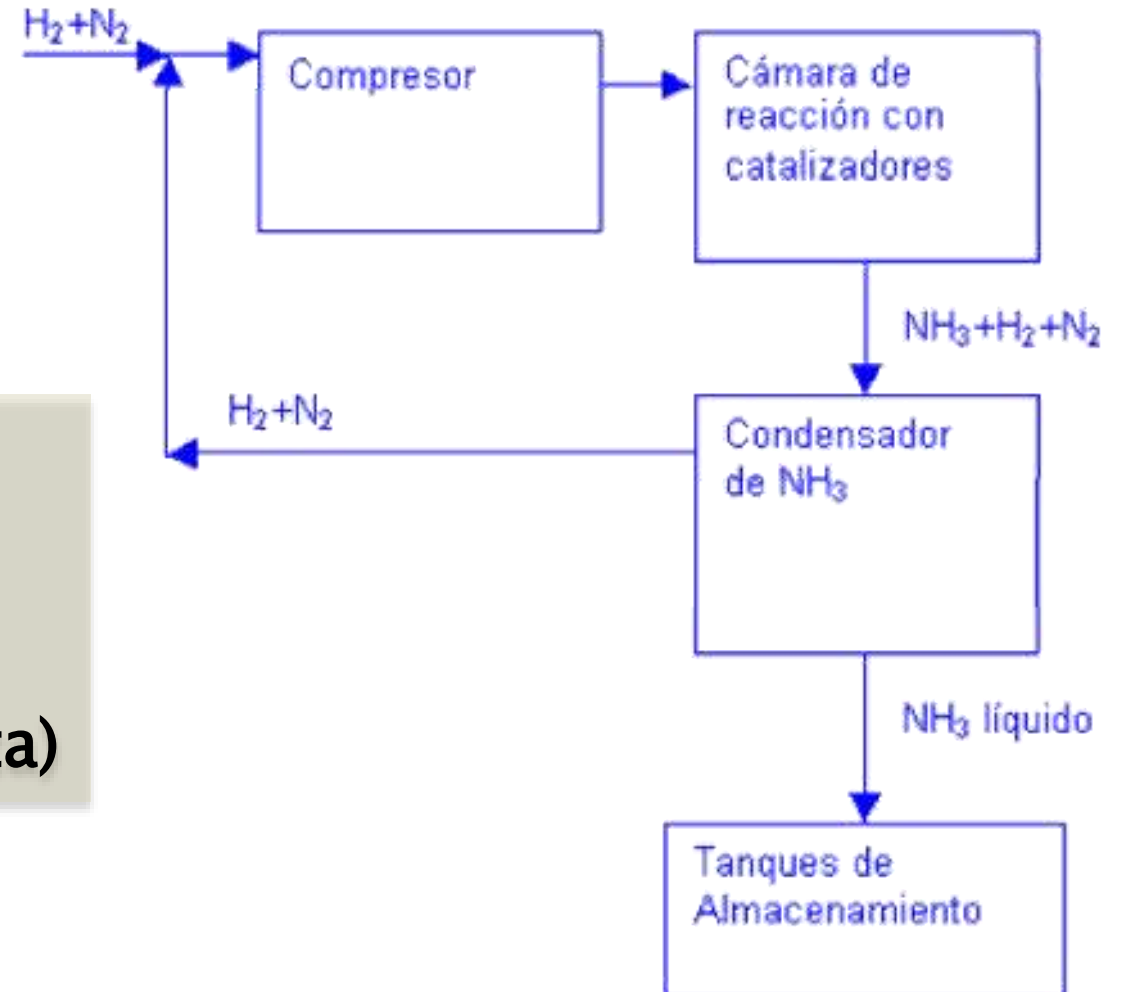 H₂+N₂
Compresor
Cámara de
reacción con
catalizadores
NH₃+H₂+N₂
H₂+N₂
Condensador
de NH₃
NH₃ líquido
Tanques de
Almacenamiento